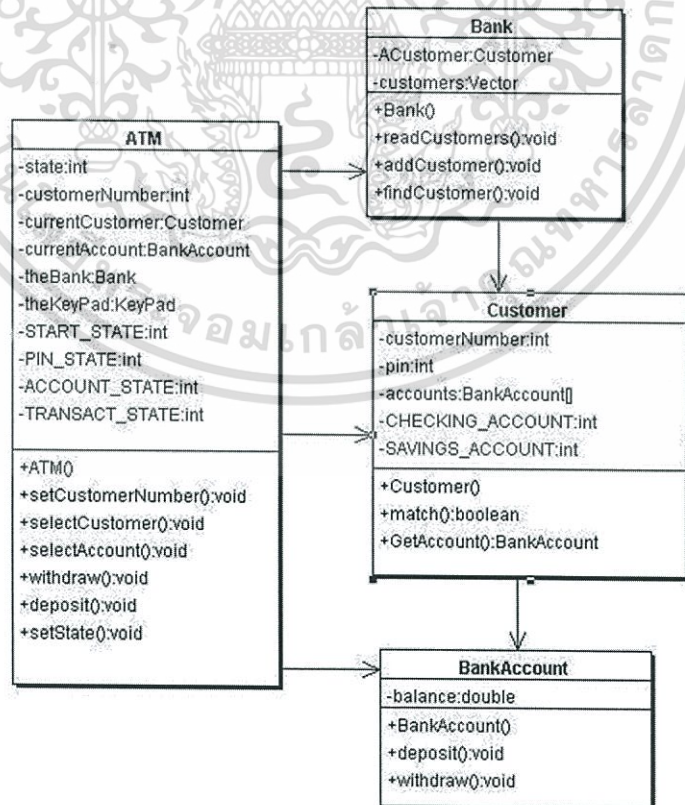 Bank
-ACustomer:Customer
-customers:Vector
+Bank()
+readCustomers():void
+addCustomer():void
+findCustomer():void
ATM
-state:int
-customerNumber:int
-currentCustomer:Customer
-currentAccount:BankAccount
-theBank:Bank
-theKeyPad:KeyPad
-START_STATE:int
-PIN_STATE:int
-ACCOUNT_STATE:int
-TRANSACT_STATE:int
+ATM()
+setCustomerNumber():void
+selectCustomer():void
+selectAccount():void
+withdraw():void
+deposit():void
+setState():void
Customer
-customerNumber:int
-pin:int
-accounts:BankAccount[]
-CHECKING_ACCOUNT:int
-SAVINGS_ACCOUNT:int
+Customer()
+match():boolean
+GetAccount():BankAccount
BankAccount
-balance:double
+BankAccount()
+deposit():void
+withdraw():void